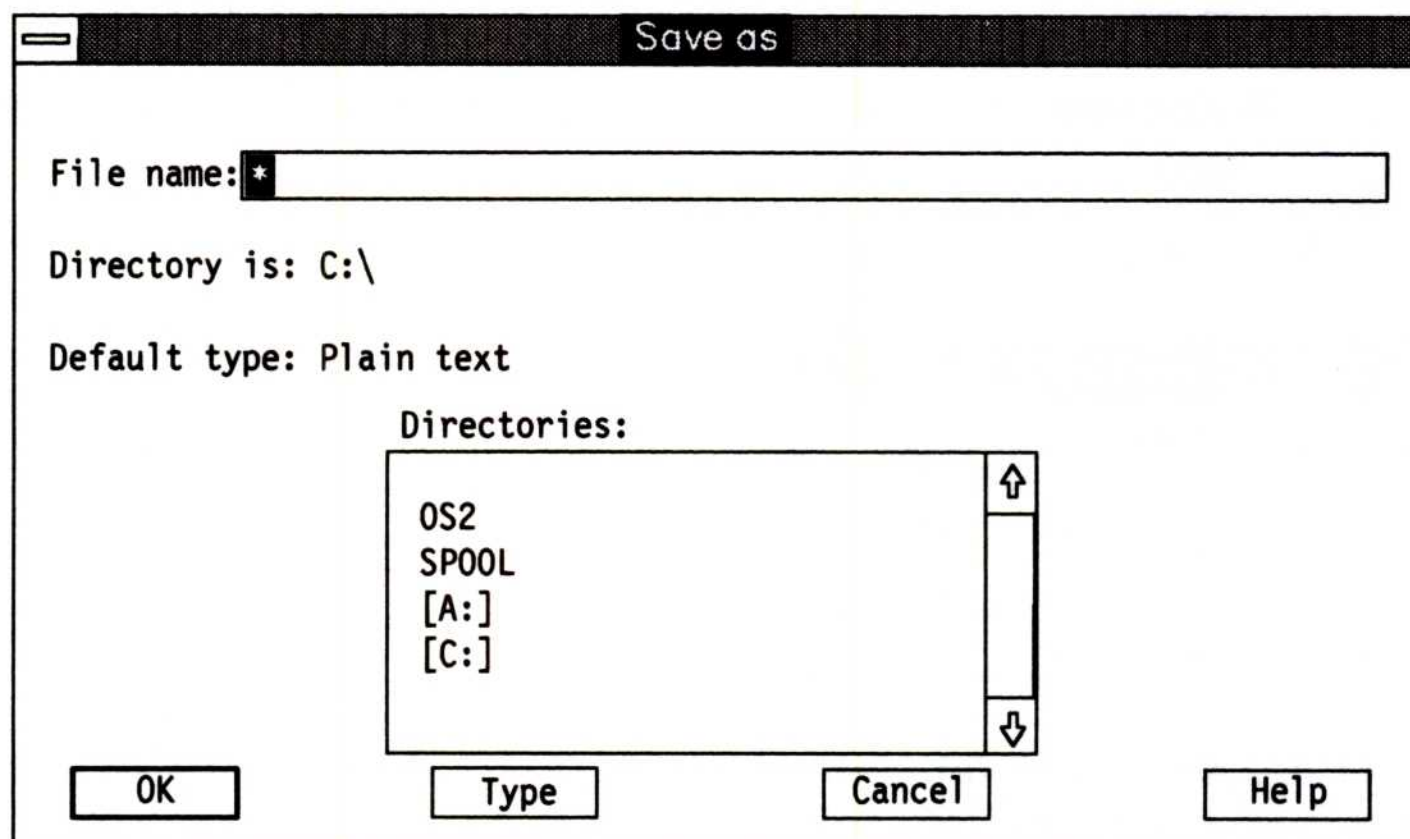 Save as
File name: *
Directory is: C:\
Default type: Plain text
Directories:
OS2
SPOOL
[A:]
[C:]
OK Type Cancel Help